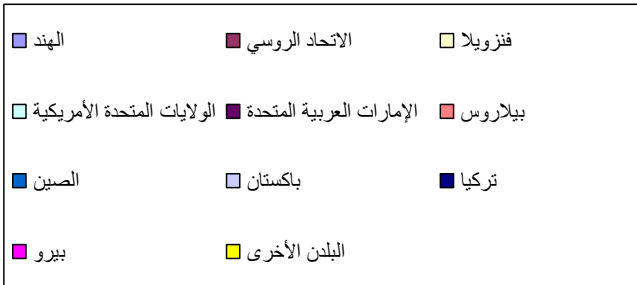 الهند الاتحاد الروسي فنزويلا
الولايات المتحدة الأمريكية الإمارات العربية المتحدة بيلاروس
الصين باكستان تركيا
بيرو البلدن الأخرى